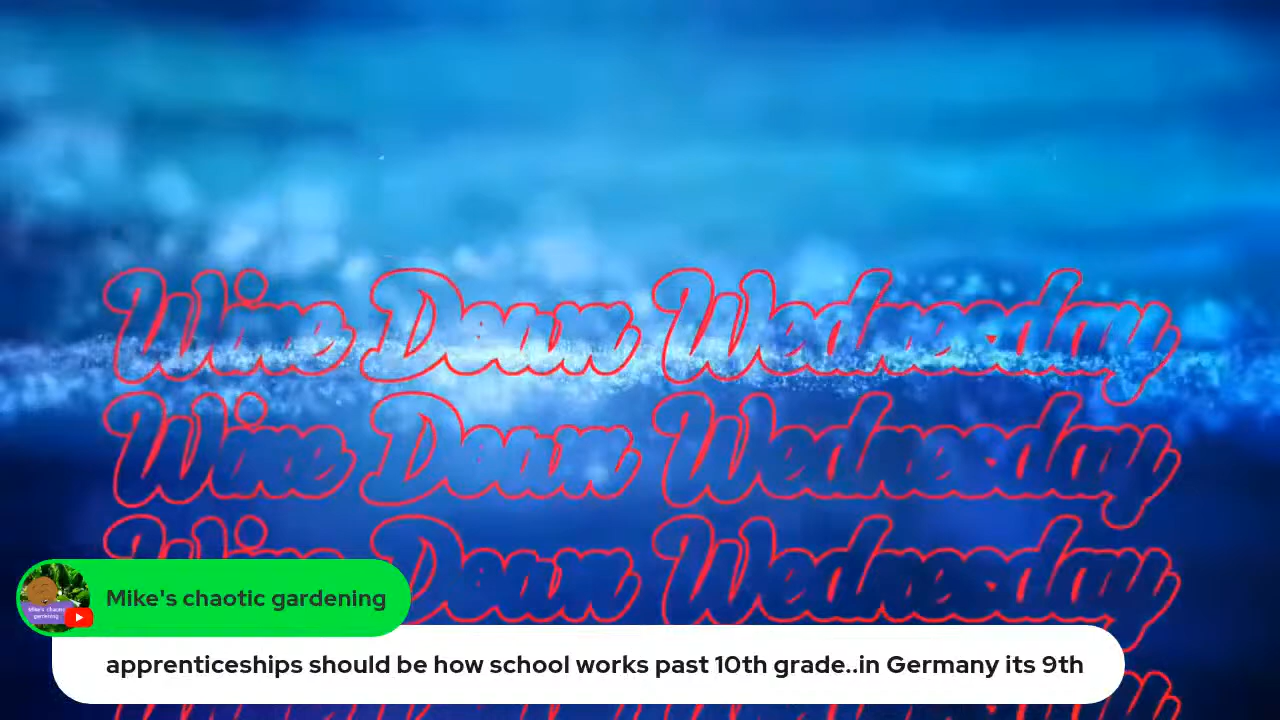 Wine Down Wednesday
Wine Down Wednesday
Wine Down Wednesday
Mike's chaotic gardening
apprenticeships should be how school works past 10th grade..in Germany its 9th